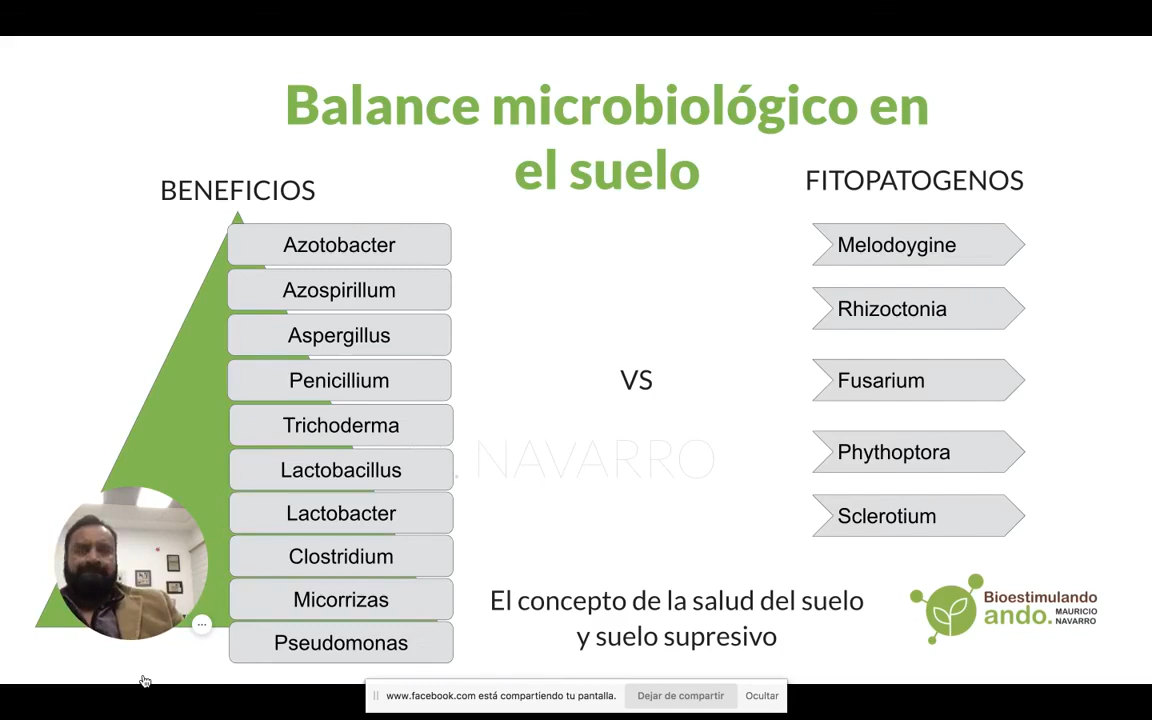 Balance microbiológico en
el suelo
BENEFICIOS
Azotobacter
Azospirillum
Aspergillus
Penicillium
Trichoderma
Lactobacillus
Lactobacter
Clostridium
Micorrizas
Pseudomonas
VS
. NAVARRO
FITOPATOGENOS
Melodoygine
Rhizoctonia
Fusarium
Phythoptora
Sclerotium
El concepto de la salud del suelo
y suelo supresivo
Bioestimulando
ando. MAURICIO
NAVARRO
www.facebook.com está compartiendo tu pantalla. Dejar de compartir Ocultar